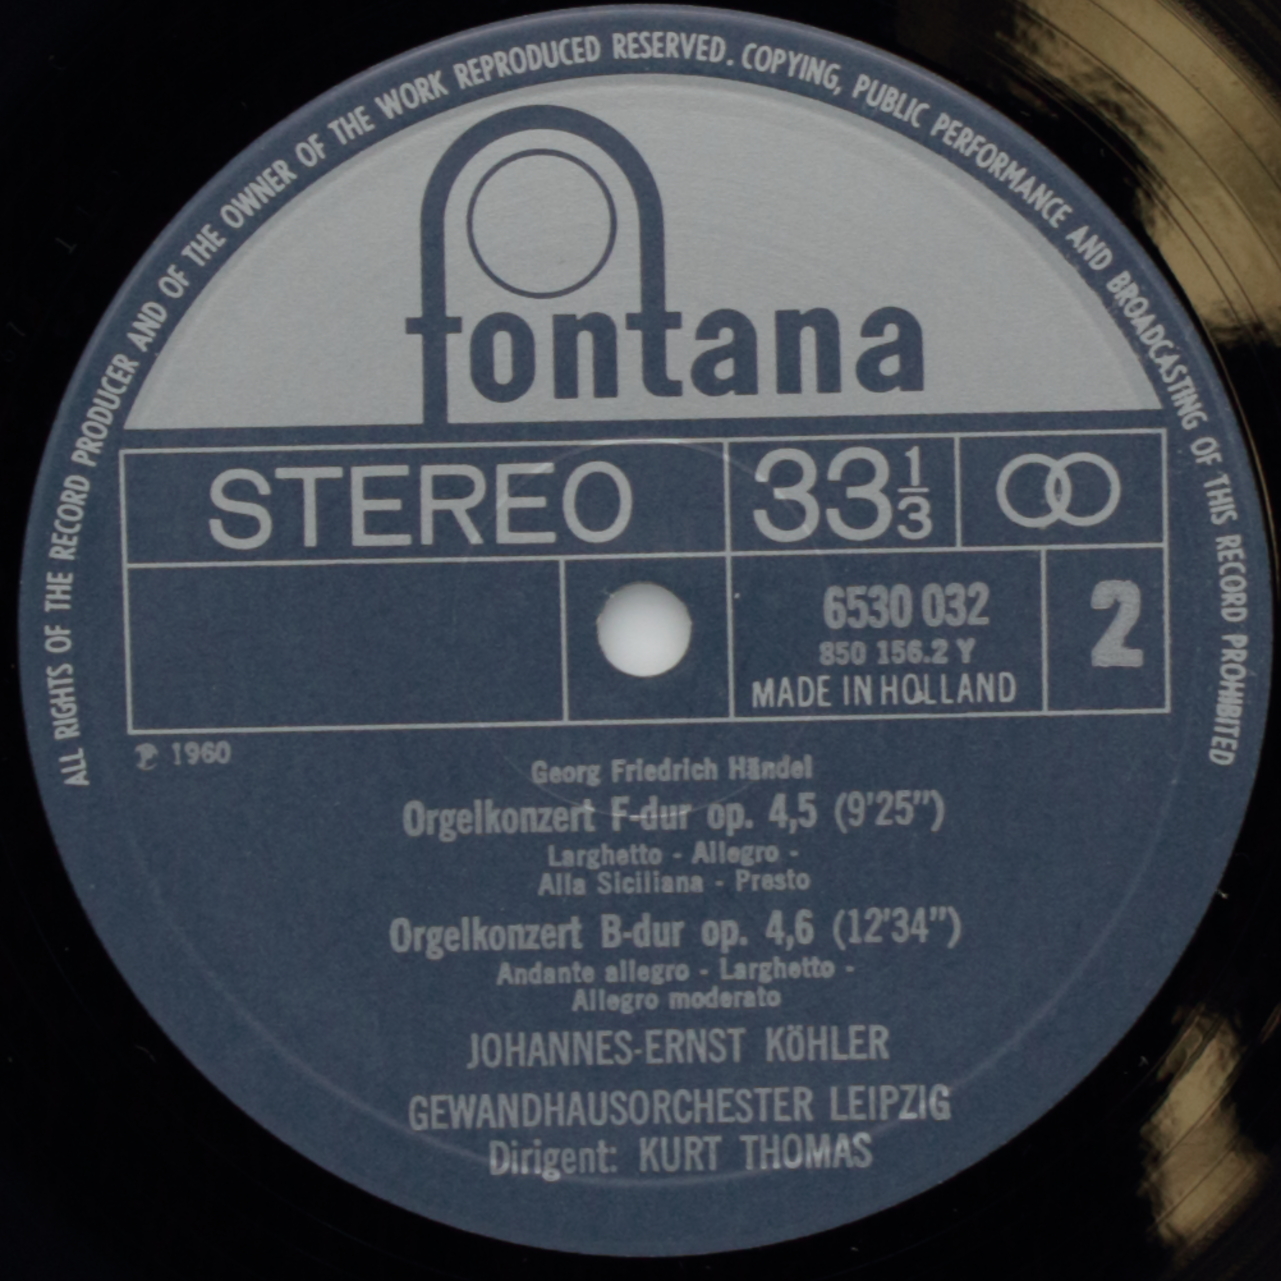 ALL RIGHTS OF THE RECORD PRODUCER AND OF THE OWNER OF THE WORK REPRODUCED RESERVED. COPYING, PUBLIC PERFORMANCE AND BROADCASTING OF THIS RECORD PROHIBITED
fontana
STEREO 33 1/3
6530 032 2
850 156.2 Y
MADE IN HOLLAND
℗ 1960
Georg Friedrich Händel
Orgelkonzert F-dur op. 4,5 (9'25")
Larghetto - Allegro -
Alla Siciliana - Presto
Orgelkonzert B-dur op. 4,6 (12'34")
Andante allegro - Larghetto -
Allegro moderato
JOHANNES-ERNST KÖHLER
GEWANDHAUSORCHESTER LEIPZIG
Dirigent: KURT THOMAS